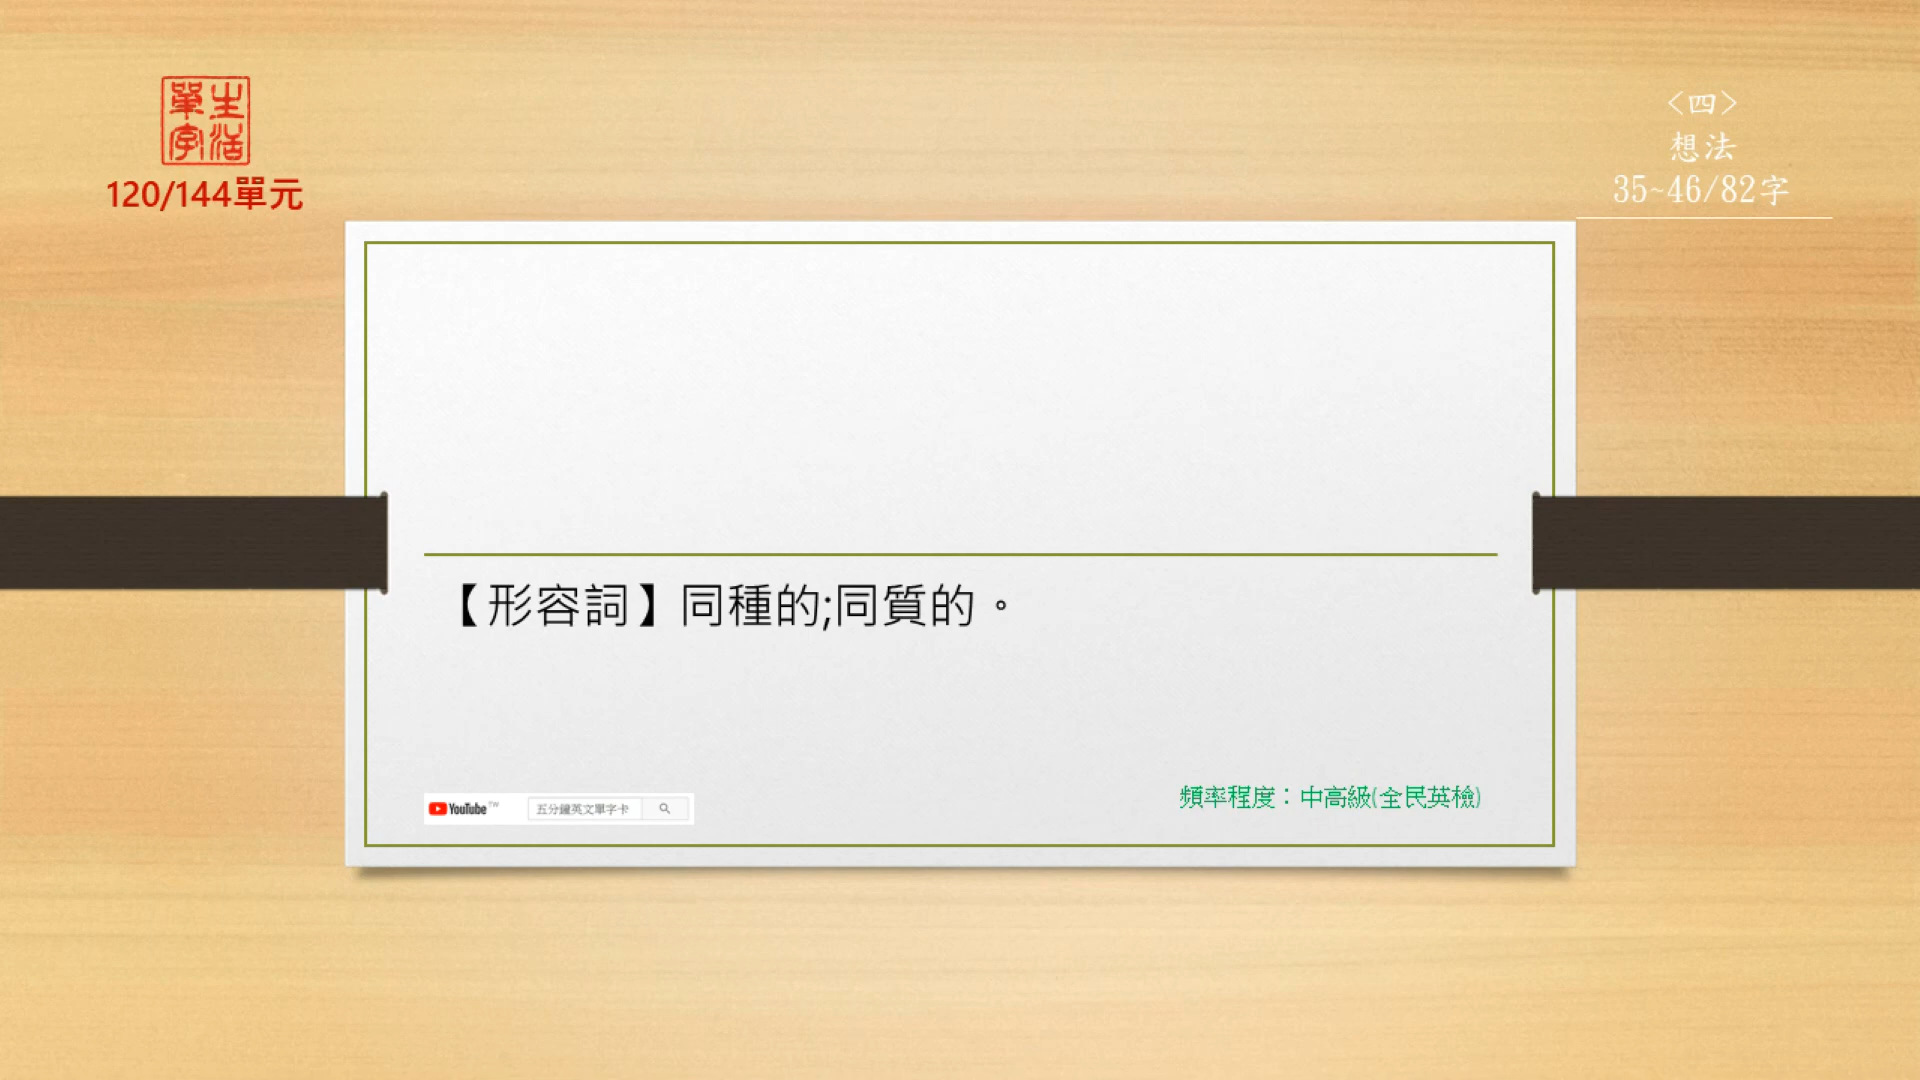 生活
單字
120/144單元
〈四〉
想法
35~46/82字
【形容詞】同種的;同質的。
YouTube TW
五分鐘英文單字卡
頻率程度：中高級(全民英檢)